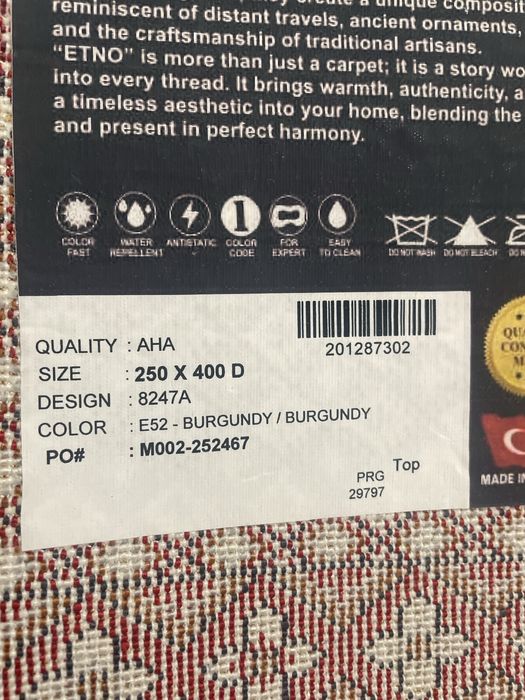 reminiscent of distant travels, ancient ornaments,
and the craftsmanship of traditional artisans.
"ETNO" is more than just a carpet; it is a story wo
into every thread. It brings warmth, authenticity, a
a timeless aesthetic into your home, blending the
and present in perfect harmony.
COLOR FAST
WATER REPELLENT
ANTISTATIC
1
COLOR CODE
FOR EXPERT
EASY TO CLEAN
DO NOT WASH
DO NOT BLEACH
QUALITY : AHA
201287302
SIZE : 250 X 400 D
DESIGN : 8247A
COLOR : E52 - BURGUNDY / BURGUNDY
PO# : M002-252467
Top
PRG
29797
QU
CO
M
MADE IN